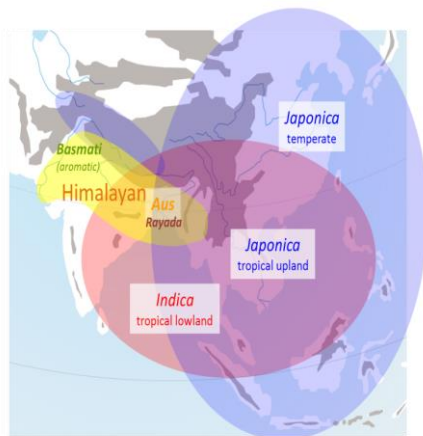 Japonica
temperate
Basmati
(aromatic)
Himalayan
Aus
Rayada
Japonica
tropical upland
Indica
tropical lowland